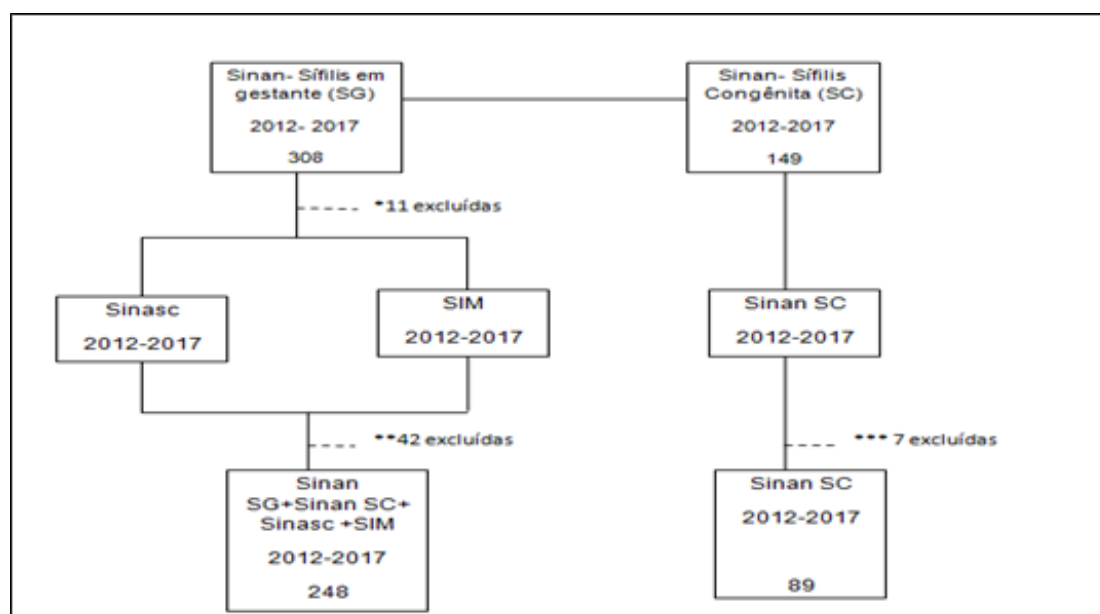 Sinan- Sífilis em
gestante (SG)
2012- 2017
308
Sinan- Sífilis
Congênita (SC)
2012-2017
149
*11 excluídas
Sinasc
2012-2017
SIM
2012-2017
Sinan SC
2012-2017
**42 excluídas
*** 7 excluídas
Sinan
SG+Sinan SC+
Sinasc +SIM
2012-2017
248
Sinan SC
2012-2017
89